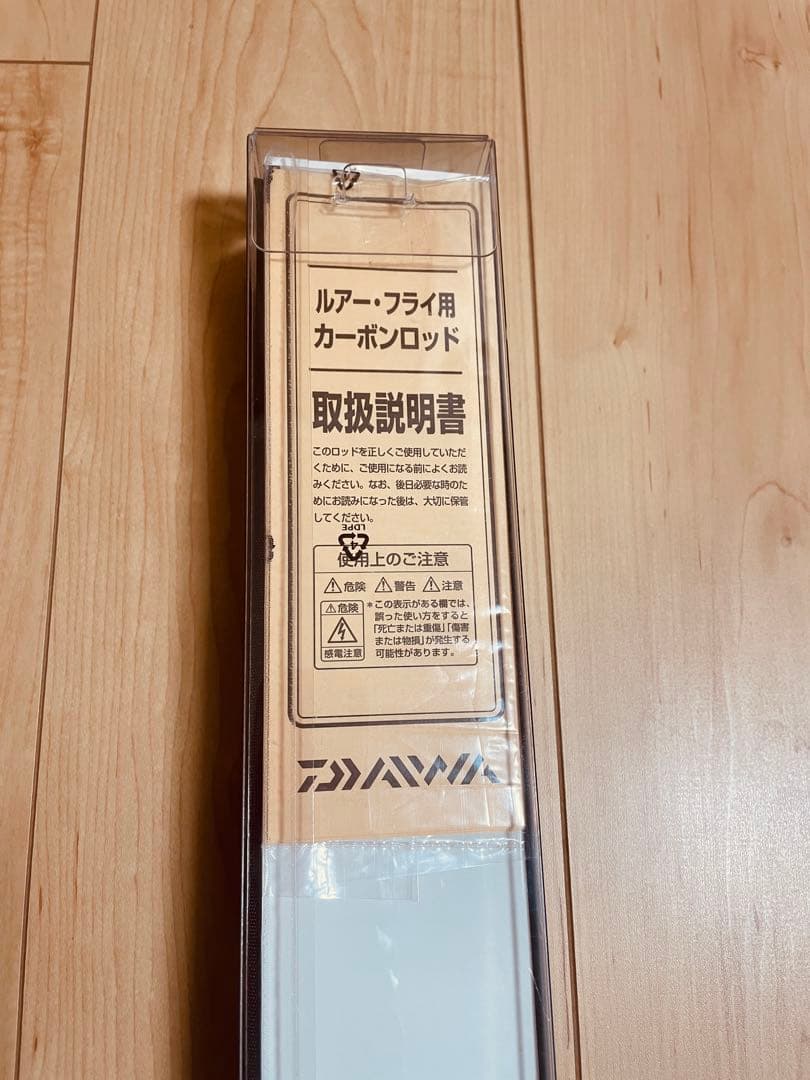 ルアー・フライ用
カーボンロッド
取扱説明書
このロッドを正しくご使用していただ
くために、ご使用になる前によくお読
みください。なお、後日必要な時のた
めにお読みになった後は、大切に保管
してください。
LDPE
4
使用上のご注意
危険 警告 注意
危険
感電注意
*この表示がある欄では、
誤った使い方をすると
「死亡または重傷」「傷害
または物損」が発生する
可能性があります。
DAIWA